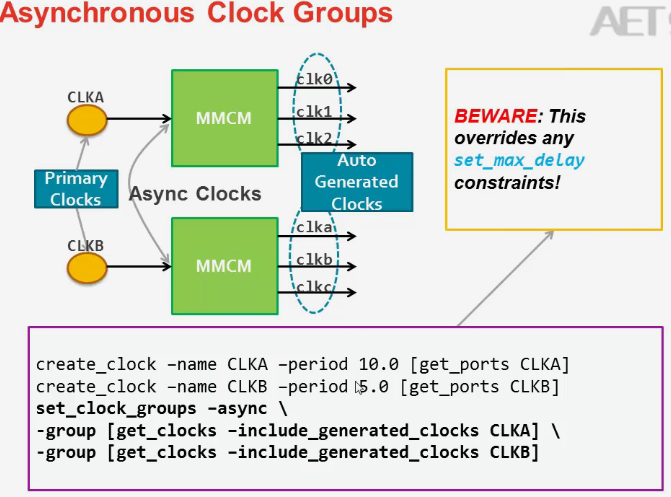 Asynchronous Clock Groups
AET
CLKA
MMCM
clk0
clk1
clk2
Primary
Clocks
Async Clocks
Auto
Generated
Clocks
CLKB
MMCM
clka
clkb
clkc
BEWARE: This
overrides any
set_max_delay
constraints!
create_clock –name CLKA –period 10.0 [get_ports CLKA]
create_clock –name CLKB –period 5.0 [get_ports CLKB]
set_clock_groups –async \
-group [get_clocks –include_generated_clocks CLKA] \
-group [get_clocks –include_generated_clocks CLKB]